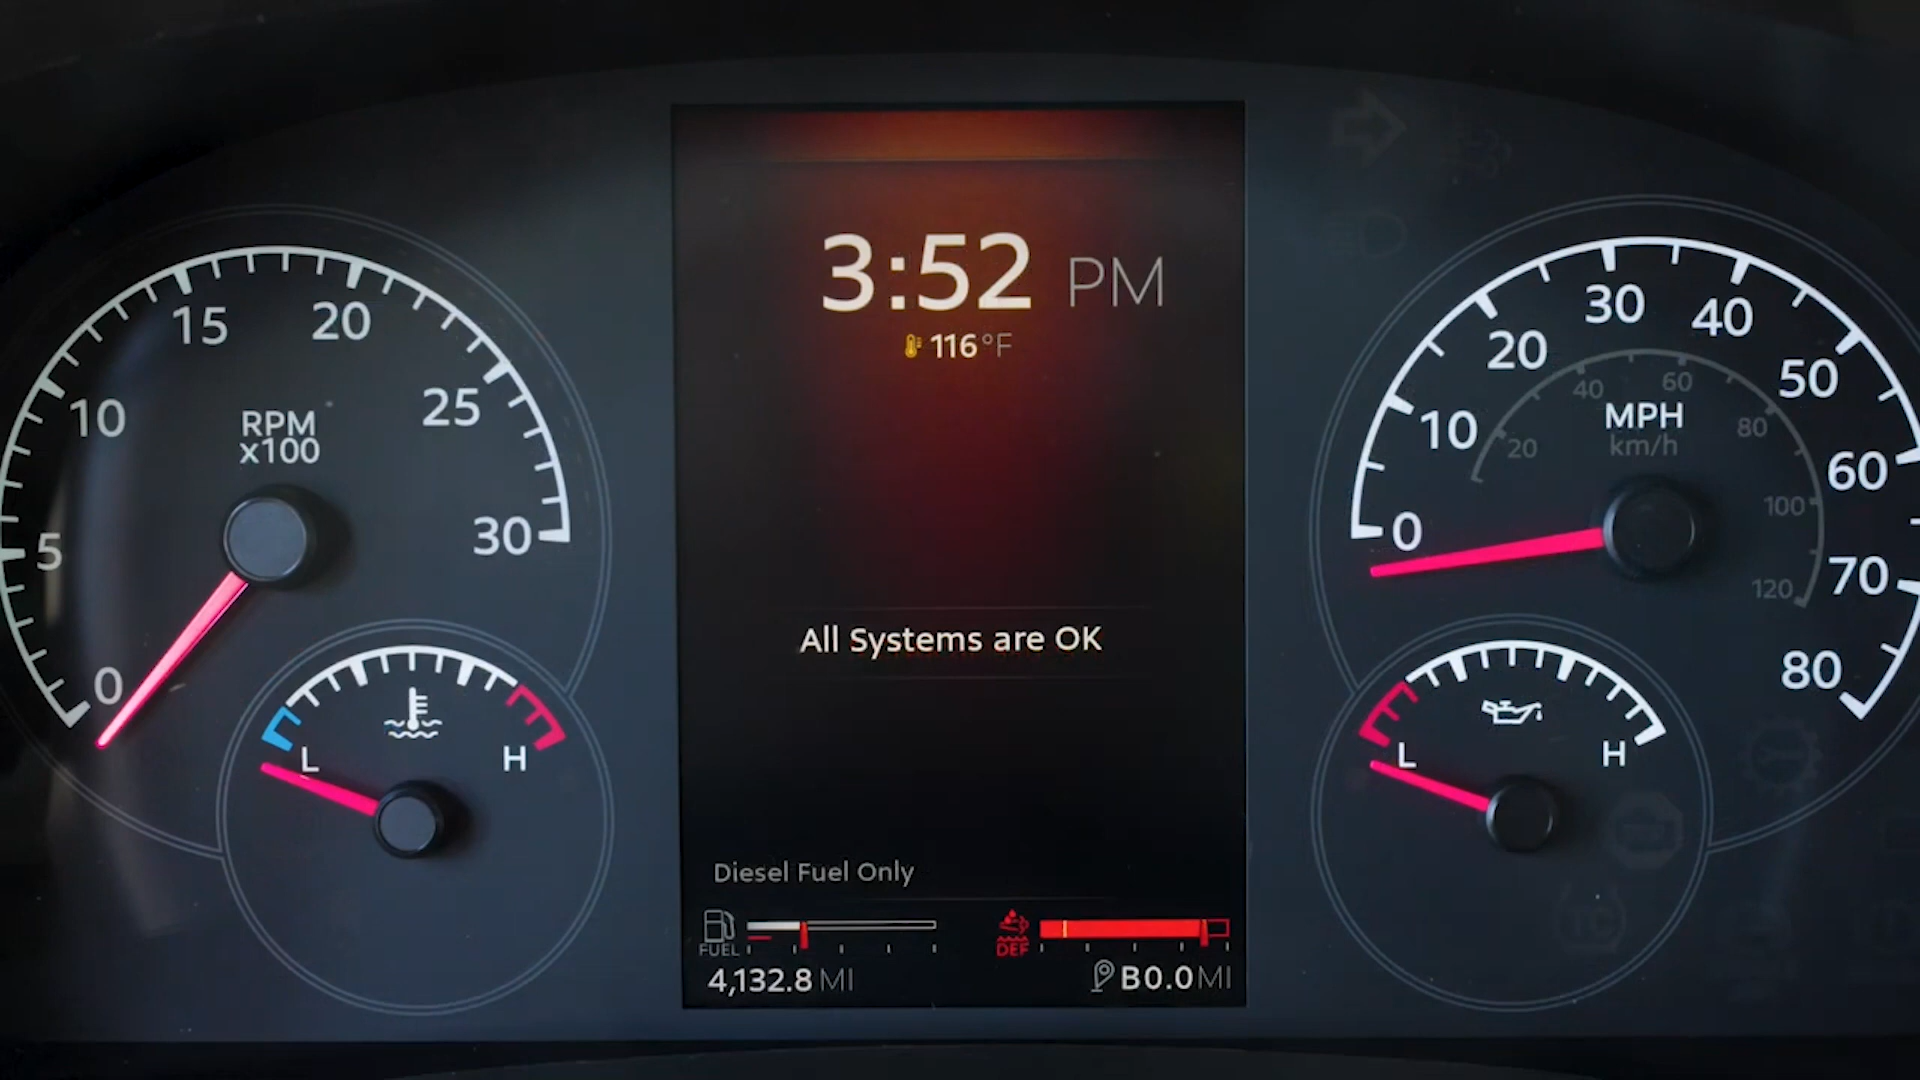 3:52 PM
116°F
15
20
10
25
RPM
x100
5
30
0
L
H
All Systems are OK
Diesel Fuel Only
FUEL
DEF
4,132.8 MI
B0.0 MI
30
40
20
50
10
MPH
km/h
60
0
70
80
20
40
60
80
100
120
L
H